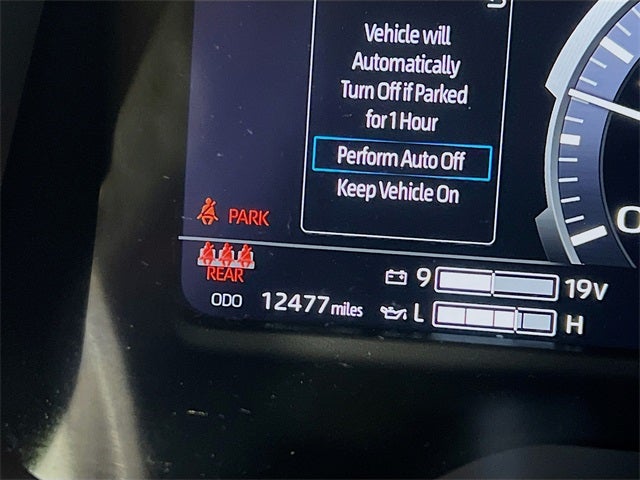 Vehicle will
Automatically
Turn Off if Parked
for 1 Hour
Perform Auto Off
Keep Vehicle On
PARK
REAR
9 19V
ODO 12477 miles
L H
0